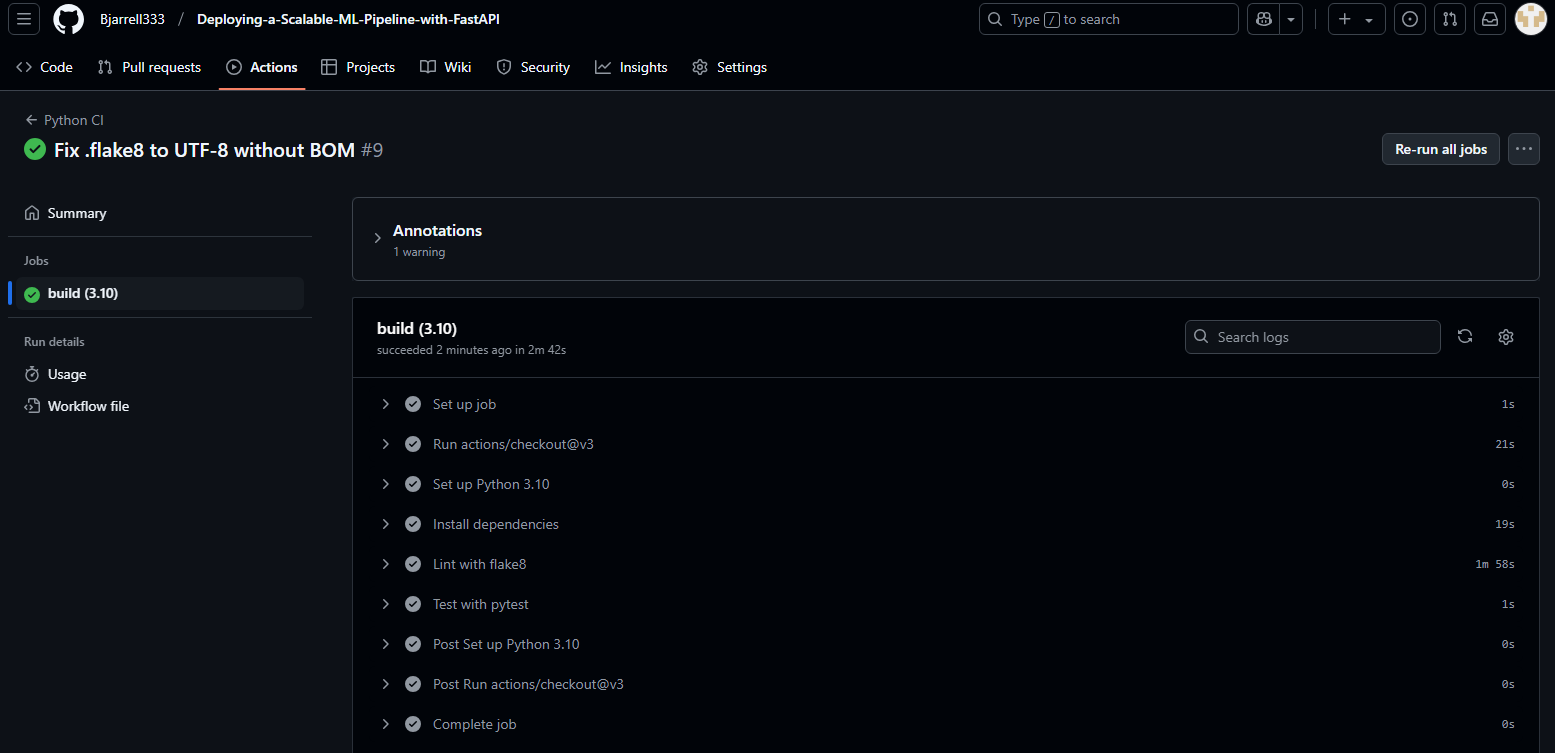 Bjarrell333 / Deploying-a-Scalable-ML-Pipeline-with-FastAPI
Type / to search
Code Pull requests Actions Projects Wiki Security Insights Settings
Python CI
Fix .flake8 to UTF-8 without BOM #9
Re-run all jobs
Summary
Jobs
build (3.10)
Run details
Usage
Workflow file
Annotations
1 warning
build (3.10)
succeeded 2 minutes ago in 2m 42s
Search logs
Set up job 1s
Run actions/checkout@v3 21s
Set up Python 3.10 0s
Install dependencies 19s
Lint with flake8 1m 58s
Test with pytest 1s
Post Set up Python 3.10 0s
Post Run actions/checkout@v3 0s
Complete job 0s